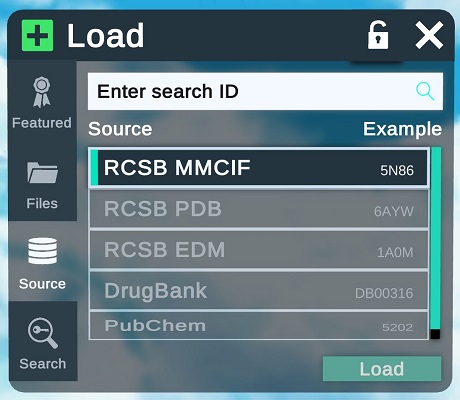 Load
Featured
Files
Source
Search
Enter search ID
Source Example
RCSB MMCIF 5N86
RCSB PDB 6AYW
RCSB EDM 1A0M
DrugBank DB00316
PubChem 5202
Load